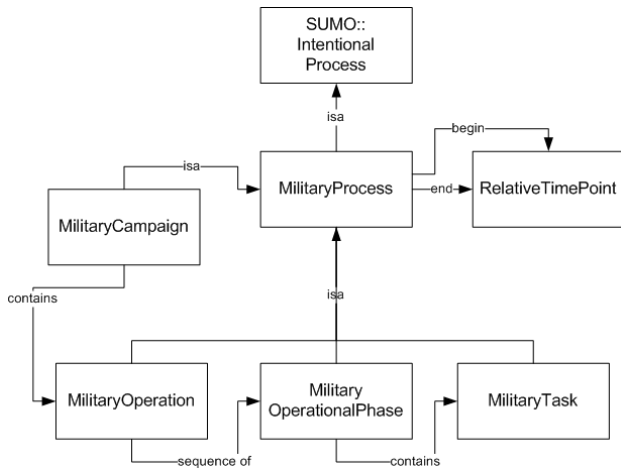 SUMO::
Intentional
Process
isa
begin
isa
MilitaryProcess
end
RelativeTimePoint
MilitaryCampaign
contains
isa
MilitaryOperation
Military
OperationalPhase
MilitaryTask
sequence of
contains